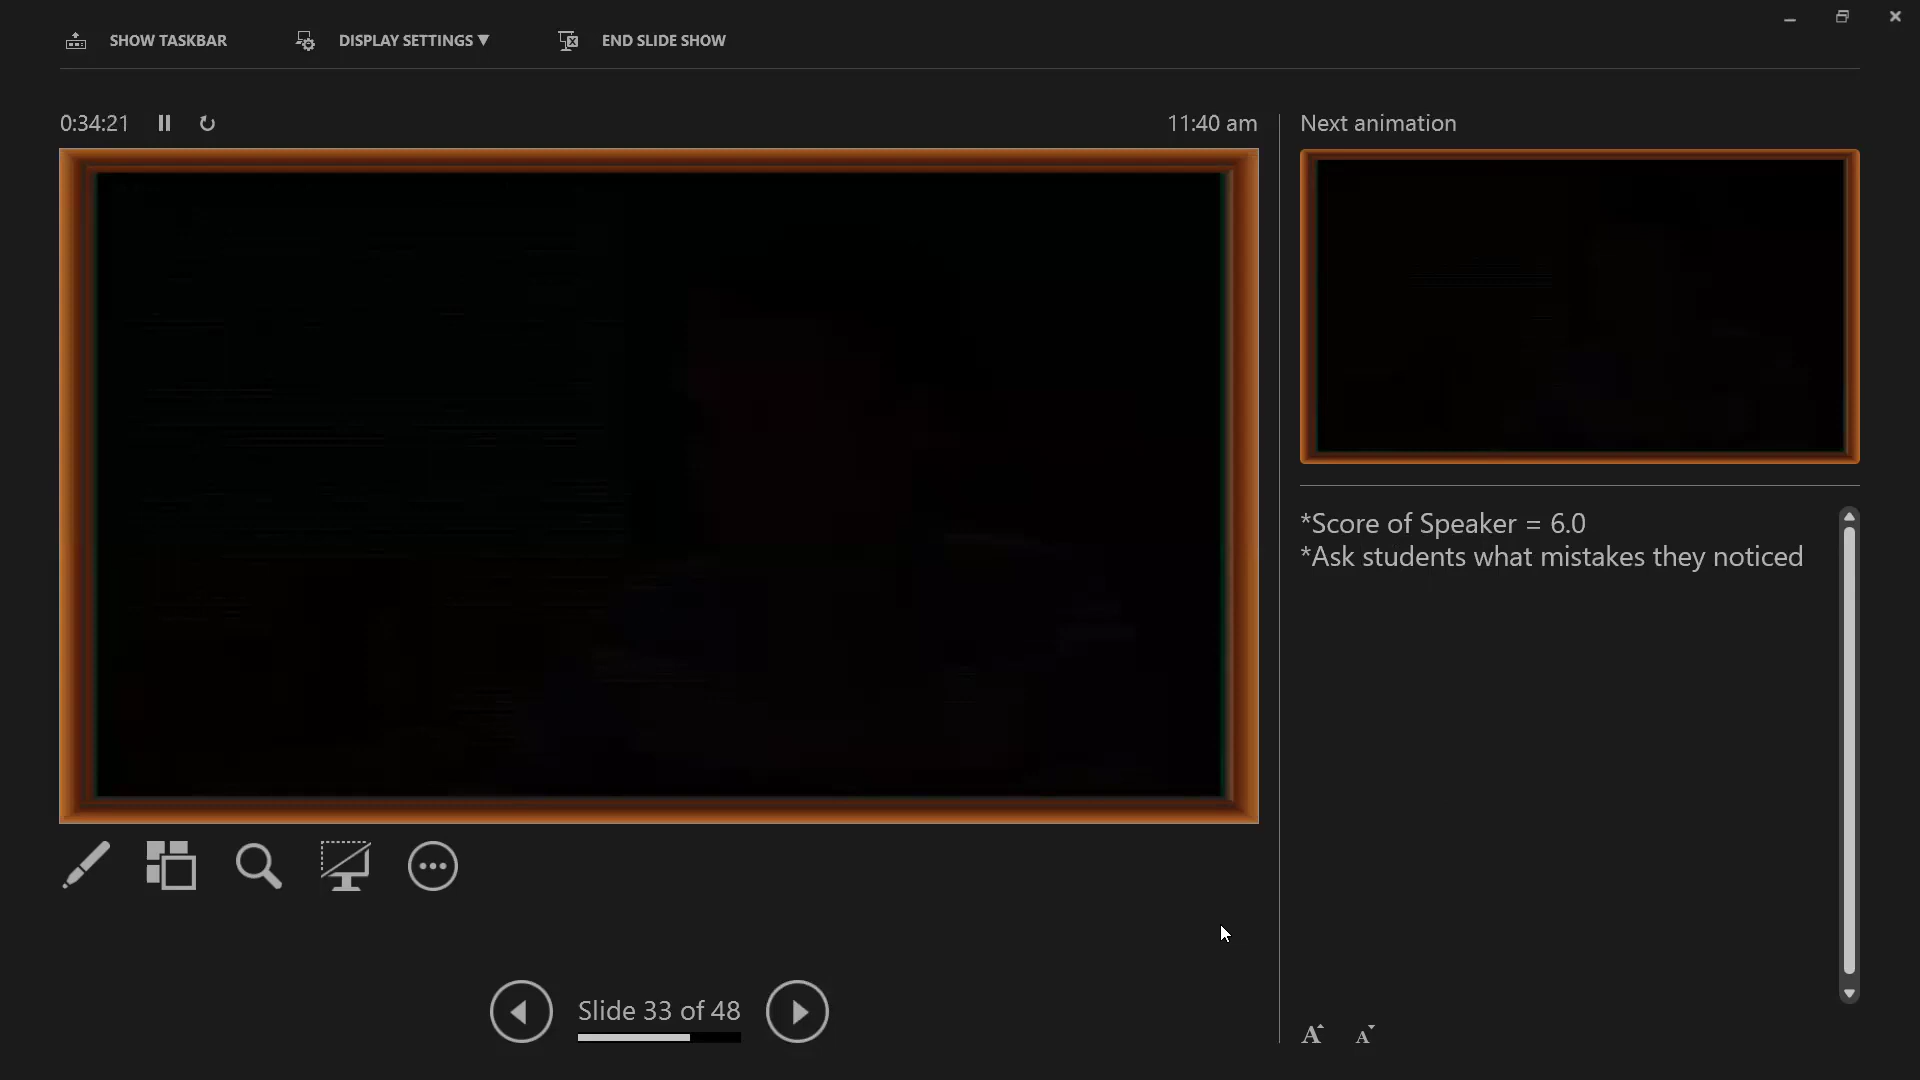 SHOW TASKBAR
DISPLAY SETTINGS ▼
END SLIDE SHOW
0:34:21
11:40 am
Next animation
*Score of Speaker = 6.0
*Ask students what mistakes they noticed
Slide 33 of 48
A A